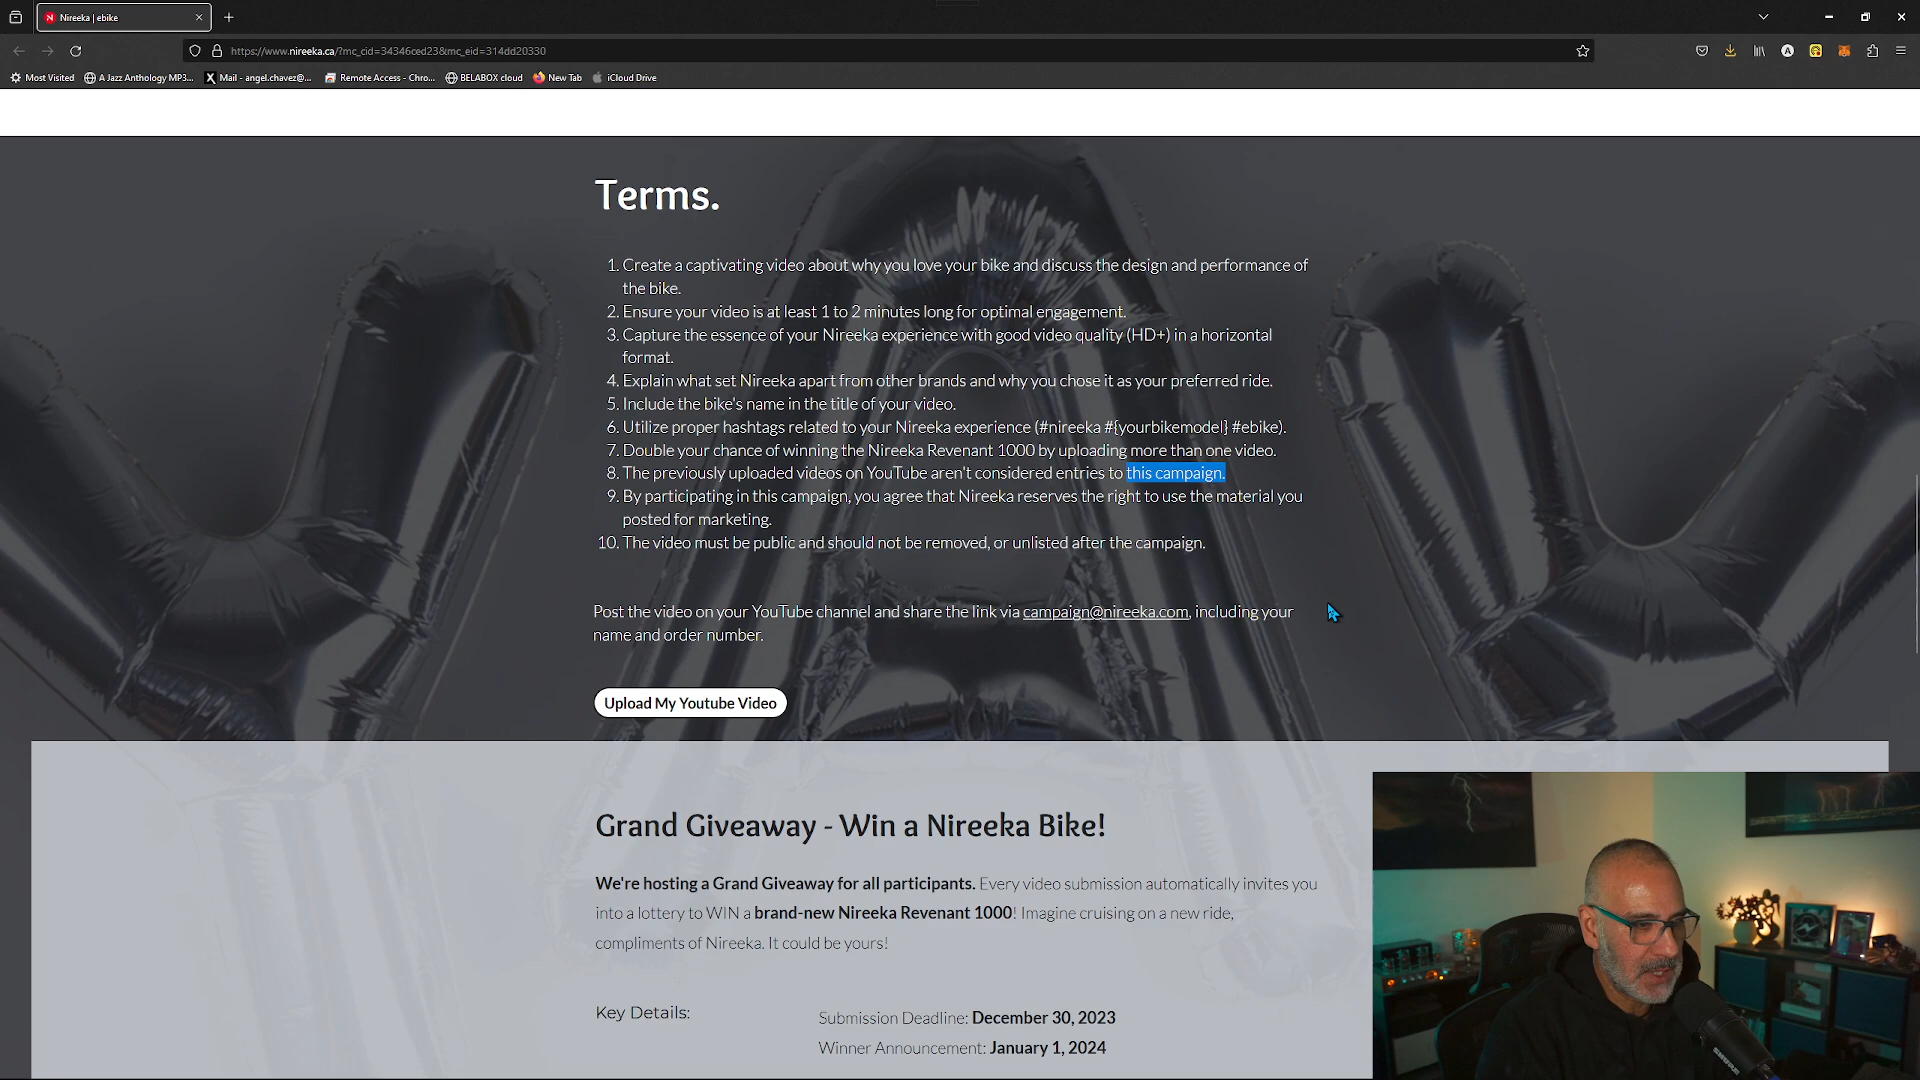 Nireeka | ebike
https://www.nireeka.ca/?mc_cid=34346ced23&mc_eid=314dd20330
Most Visited
A Jazz Anthology MP3...
Mail - angel.chavez@...
Remote Access - Chro...
BELABOX cloud
New Tab
iCloud Drive
Terms.
1. Create a captivating video about why you love your bike and discuss the design and performance of
the bike.
2. Ensure your video is at least 1 to 2 minutes long for optimal engagement.
3. Capture the essence of your Nireeka experience with good video quality (HD+) in a horizontal
format.
4. Explain what set Nireeka apart from other brands and why you chose it as your preferred ride.
5. Include the bike's name in the title of your video.
6. Utilize proper hashtags related to your Nireeka experience (#nireeka #{yourbikemodel} #ebike).
7. Double your chance of winning the Nireeka Revenant 1000 by uploading more than one video.
8. The previously uploaded videos on YouTube aren't considered entries to this campaign.
9. By participating in this campaign, you agree that Nireeka reserves the right to use the material you
posted for marketing.
10. The video must be public and should not be removed, or unlisted after the campaign.
Post the video on your YouTube channel and share the link via campaign@nireeka.com, including your
name and order number.
Upload My Youtube Video
Grand Giveaway - Win a Nireeka Bike!
We're hosting a Grand Giveaway for all participants. Every video submission automatically invites you
into a lottery to WIN a brand-new Nireeka Revenant 1000! Imagine cruising on a new ride,
compliments of Nireeka. It could be yours!
Key Details:
Submission Deadline: December 30, 2023
Winner Announcement: January 1, 2024
SHURE